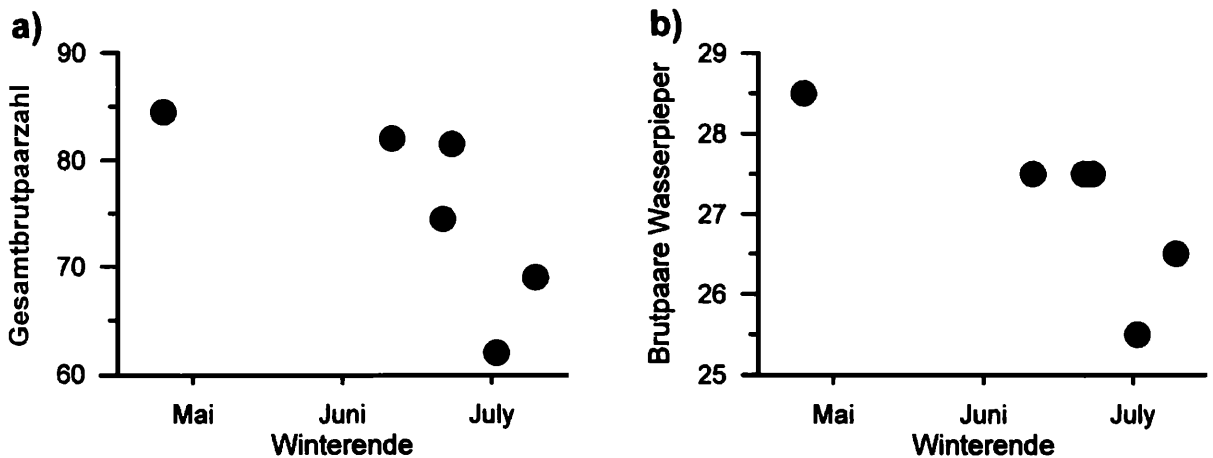 a)
Gesamtbrutpaarzahl
90
80
70
60
Mai Juni July
Winterende
b)
Brutpaare Wasserpieper
29
28
27
26
25
Mai Juni July
Winterende